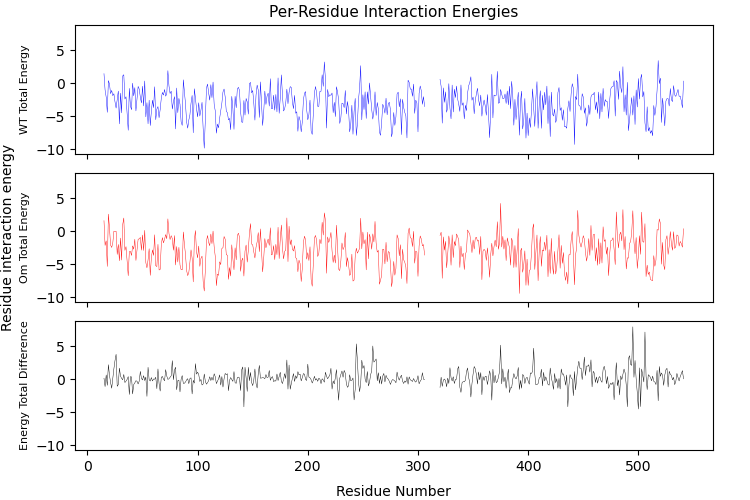 Per-Residue Interaction Energies
Residue interaction energy
WT Total Energy
5
0
−5
−10
Om Total Energy
5
0
−5
−10
Energy Total Difference
5
0
−5
−10
0 100 200 300 400 500
Residue Number